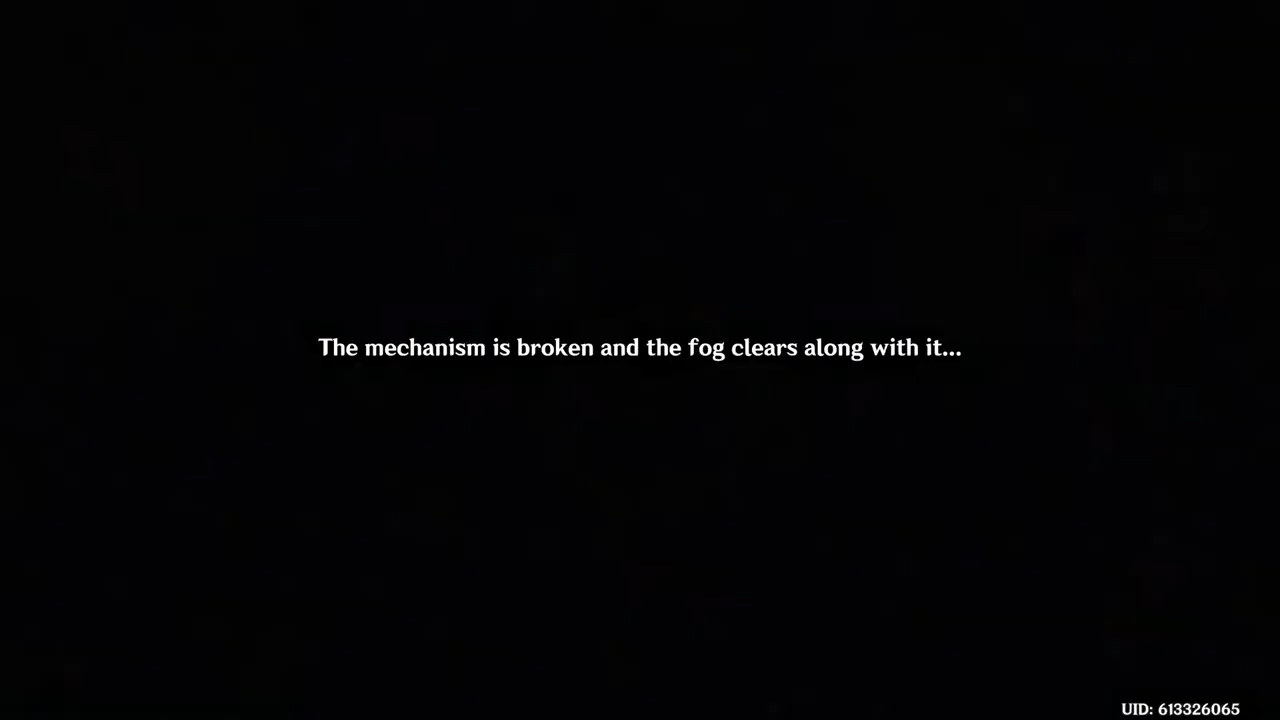 The mechanism is broken and the fog clears along with it...
UID: 613326065